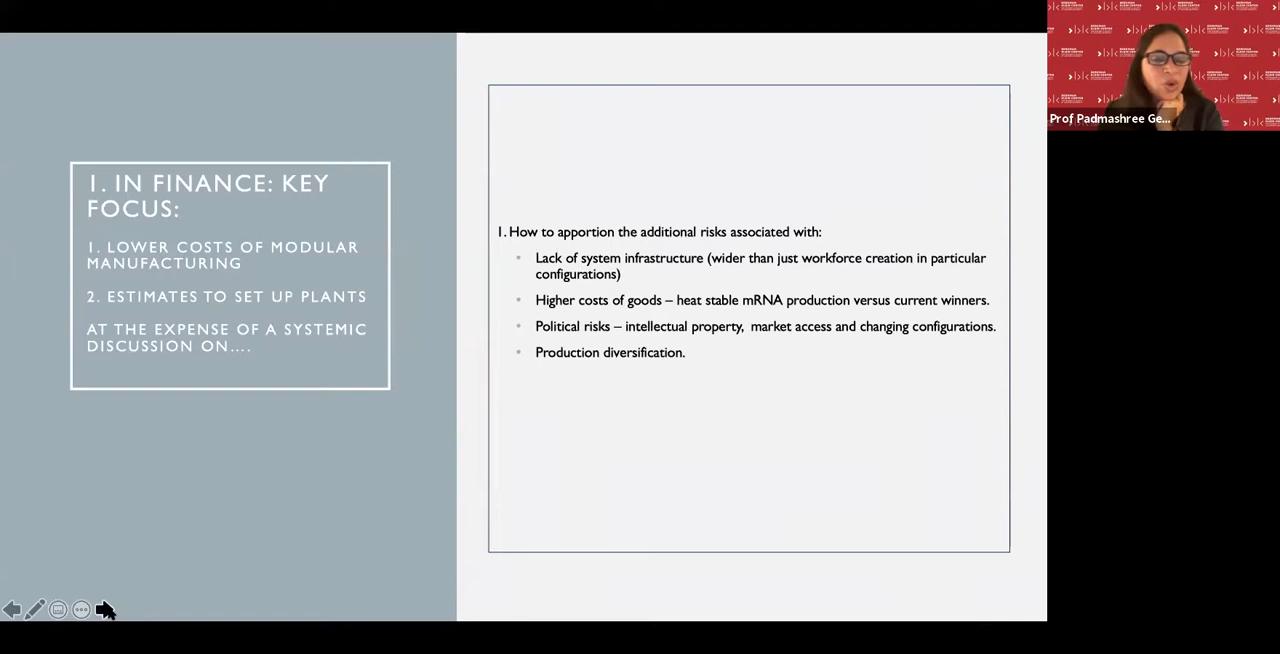 1. IN FINANCE: KEY
FOCUS:
1. LOWER COSTS OF MODULAR
MANUFACTURING
2. ESTIMATES TO SET UP PLANTS
AT THE EXPENSE OF A SYSTEMIC
DISCUSSION ON....
1. How to apportion the additional risks associated with:
• Lack of system infrastructure (wider than just workforce creation in particular
configurations)
• Higher costs of goods – heat stable mRNA production versus current winners.
• Political risks – intellectual property, market access and changing configurations.
• Production diversification.
Prof Padmashree Ge...